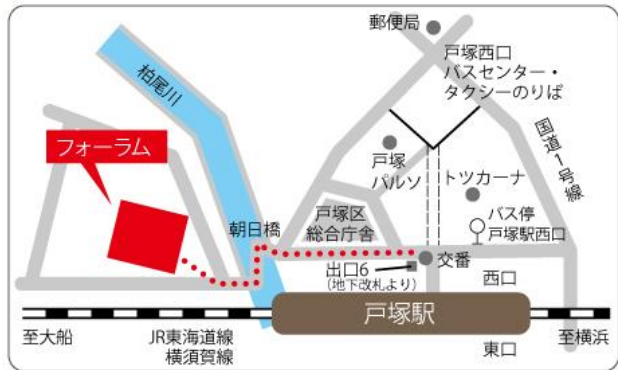 郵便局
戸塚西口
バスセンター・
タクシーのりば
柏尾川
国道1号線
フォーラム
戸塚
パルソ
トツカーナ
バス停
戸塚駅西口
戸塚区
総合庁舎
朝日橋
交番
出口6
（地下改札より）
西口
戸塚駅
至大船
JR東海道線
横須賀線
東口
至横浜